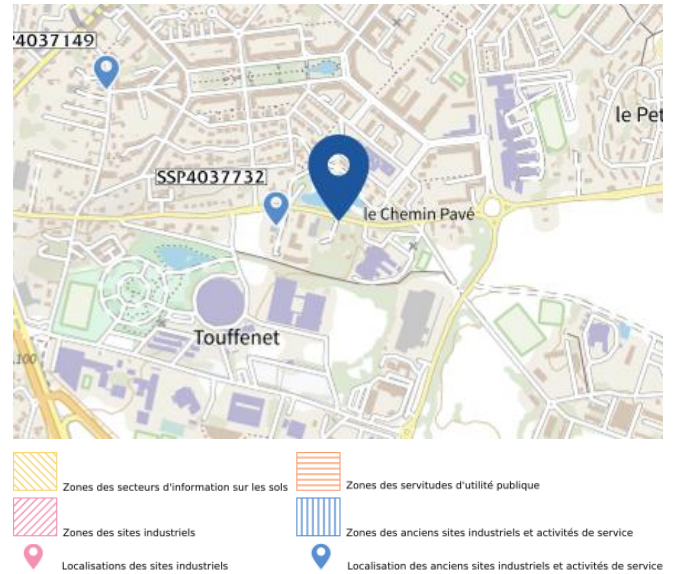 P4037149
le Pet
SSP4037732
le Chemin Pavé
Touffenet
100
Zones des secteurs d'information sur les sols
Zones des servitudes d'utilité publique
Zones des sites industriels
Zones des anciens sites industriels et activités de service
Localisations des sites industriels
Localisation des anciens sites industriels et activités de service